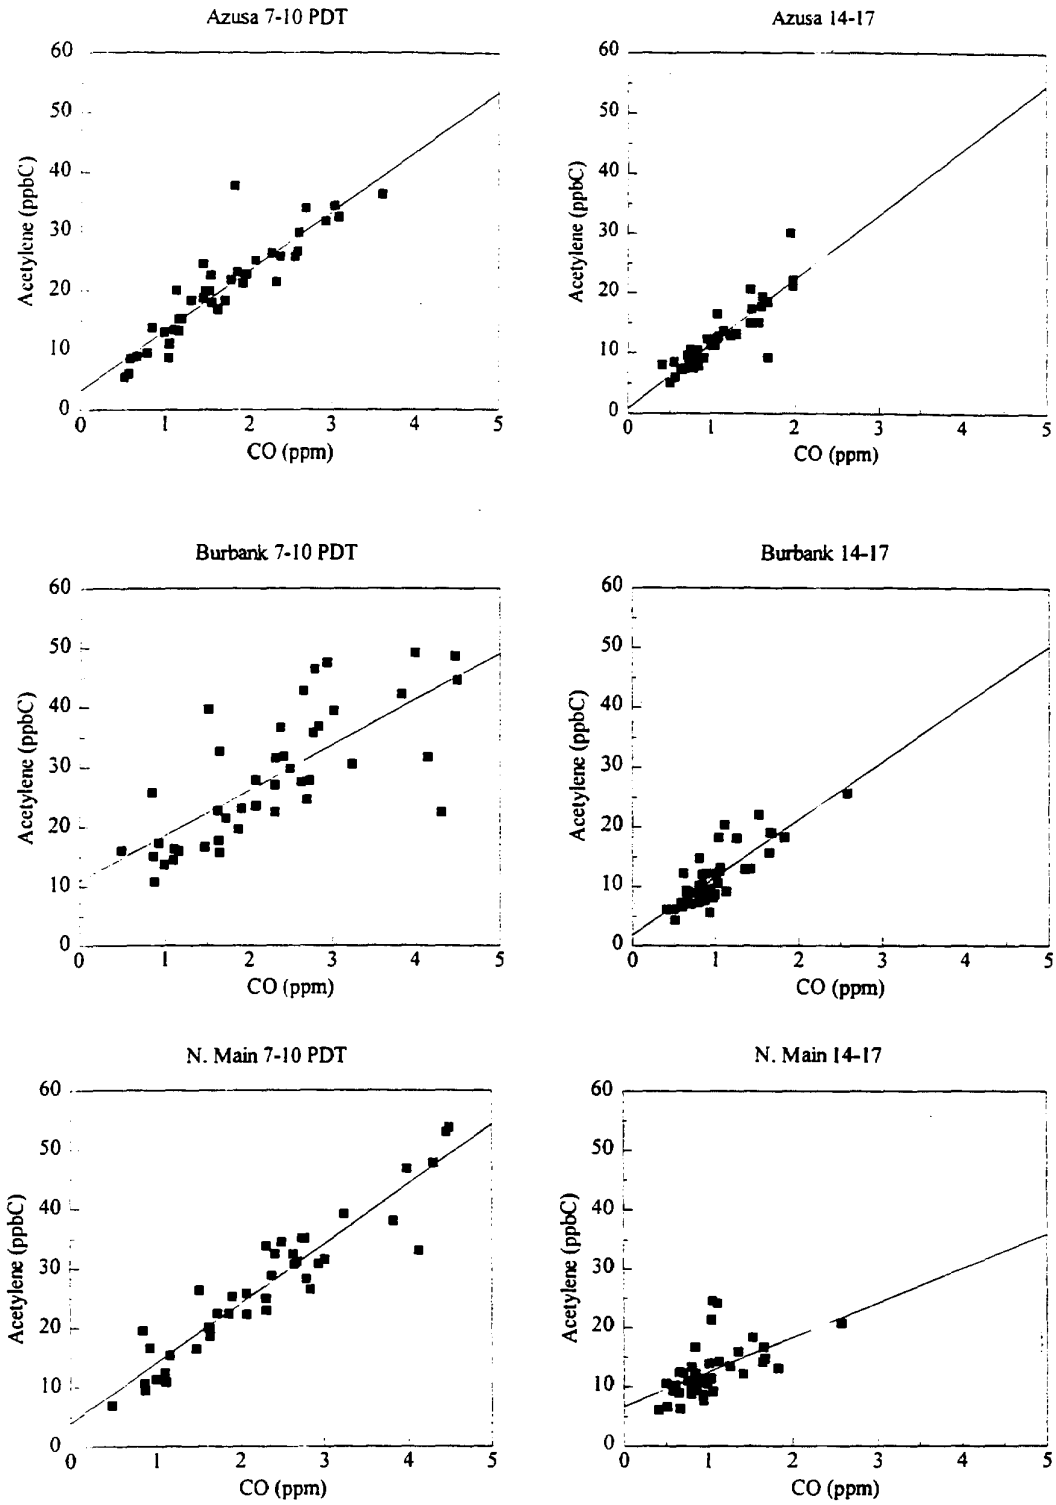 Azusa 7-10 PDT
60
50
40
30
20
10
0
Acetylene (ppbC)
0 1 2 3 4 5
CO (ppm)
Azusa 14-17
60
50
40
30
20
10
0
Acetylene (ppbC)
0 1 2 3 4 5
CO (ppm)
Burbank 7-10 PDT
60
50
40
30
20
10
0
Acetylene (ppbC)
0 1 2 3 4 5
CO (ppm)
Burbank 14-17
60
50
40
30
20
10
0
Acetylene (ppbC)
0 1 2 3 4 5
CO (ppm)
N. Main 7-10 PDT
60
50
40
30
20
10
0
Acetylene (ppbC)
0 1 2 3 4 5
CO (ppm)
N. Main 14-17
60
50
40
30
20
10
0
Acetylene (ppbC)
0 1 2 3 4 5
CO (ppm)